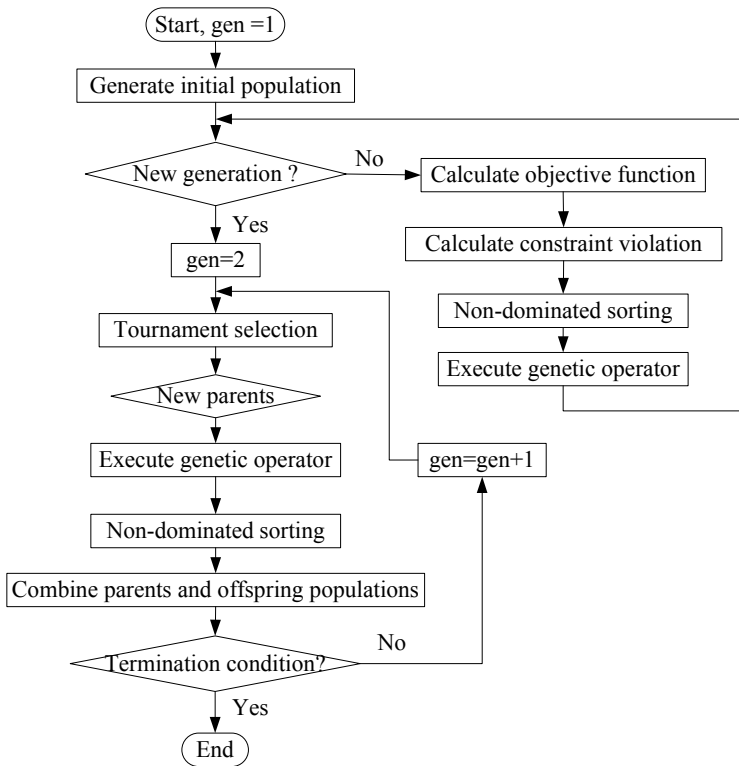 Start, gen =1
Generate initial population
New generation ?
No
Calculate objective function
Yes
Calculate constraint violation
gen=2
Non-dominated sorting
Tournament selection
Execute genetic operator
New parents
Execute genetic operator
gen=gen+1
Non-dominated sorting
Combine parents and offspring populations
No
Termination condition?
Yes
End